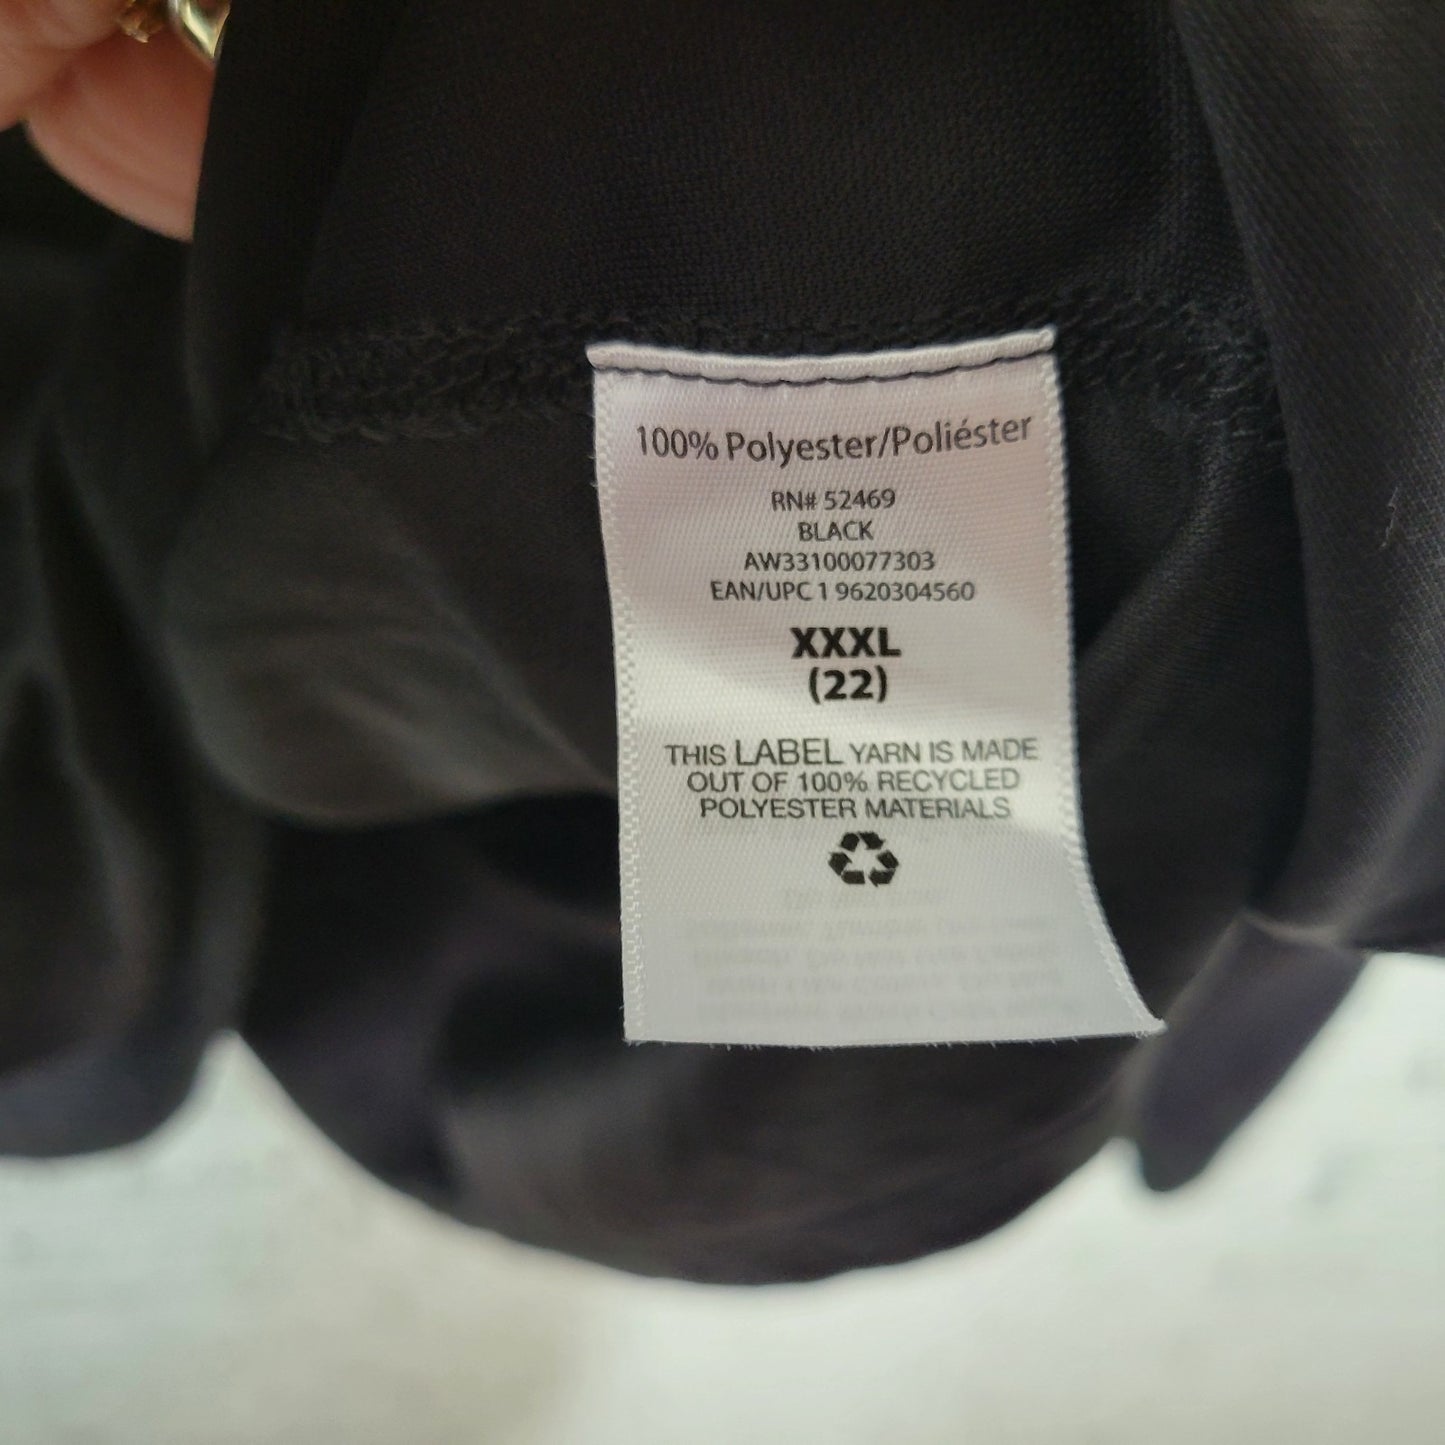 100% Polyester/Poliéster
RN# 52469
BLACK
AW33100077303
EAN/UPC 1 9620304560
XXXL
(22)
THIS LABEL YARN IS MADE
OUT OF 100% RECYCLED
POLYESTER MATERIALS